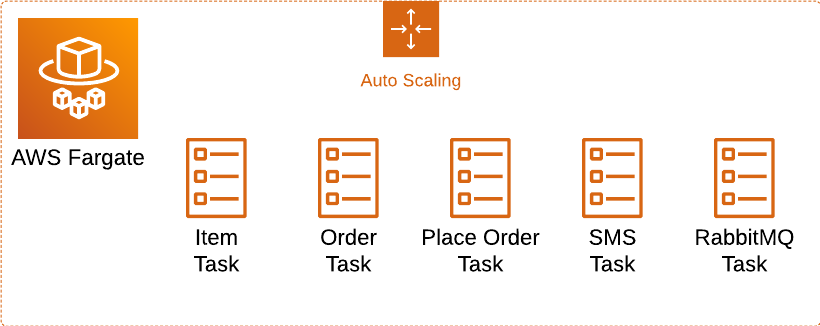 Auto Scaling
AWS Fargate
Item
Task
Order
Task
Place Order
Task
SMS
Task
RabbitMQ
Task